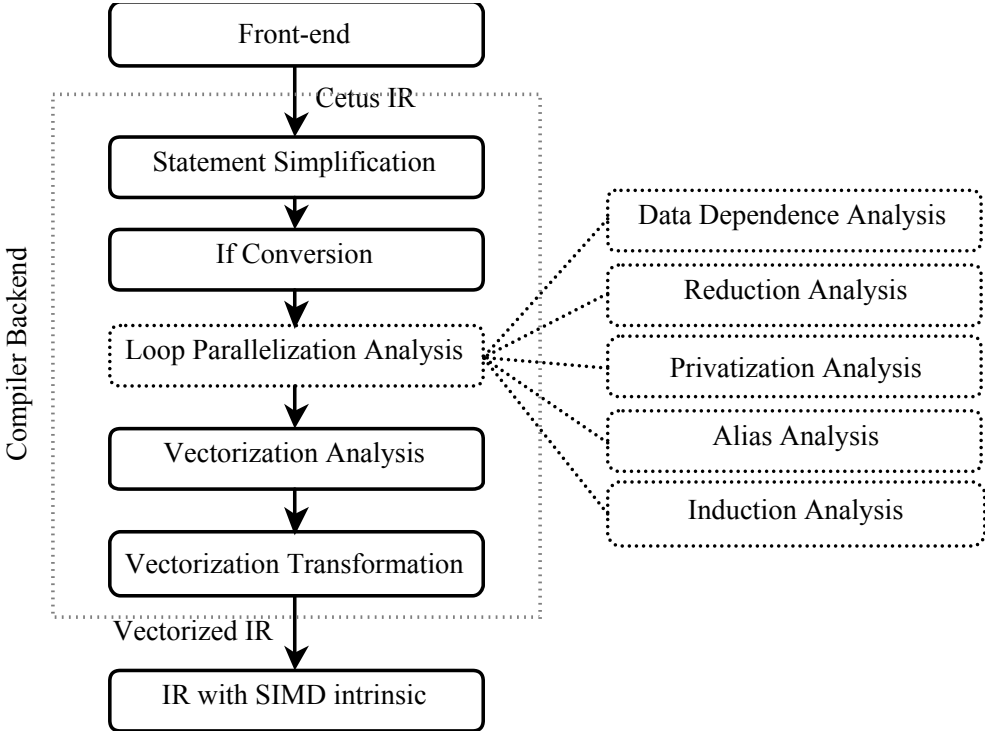 Front-end
Cetus IR
Statement Simplification
If Conversion
Loop Parallelization Analysis
Vectorization Analysis
Vectorization Transformation
Vectorized IR
IR with SIMD intrinsic
Compiler Backend
Data Dependence Analysis
Reduction Analysis
Privatization Analysis
Alias Analysis
Induction Analysis